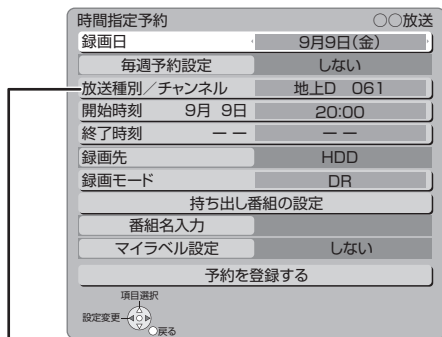 時間指定予約 ○○放送
録画日 9月9日(金)
毎週予約設定 しない
放送種別/チャンネル 地上D 061
開始時刻 9月 9日 20:00
終了時刻 −− −−
録画先 HDD
録画モード DR
持ち出し番組の設定
番組名入力
マイラベル設定 しない
予約を登録する
項目選択
設定変更
戻る